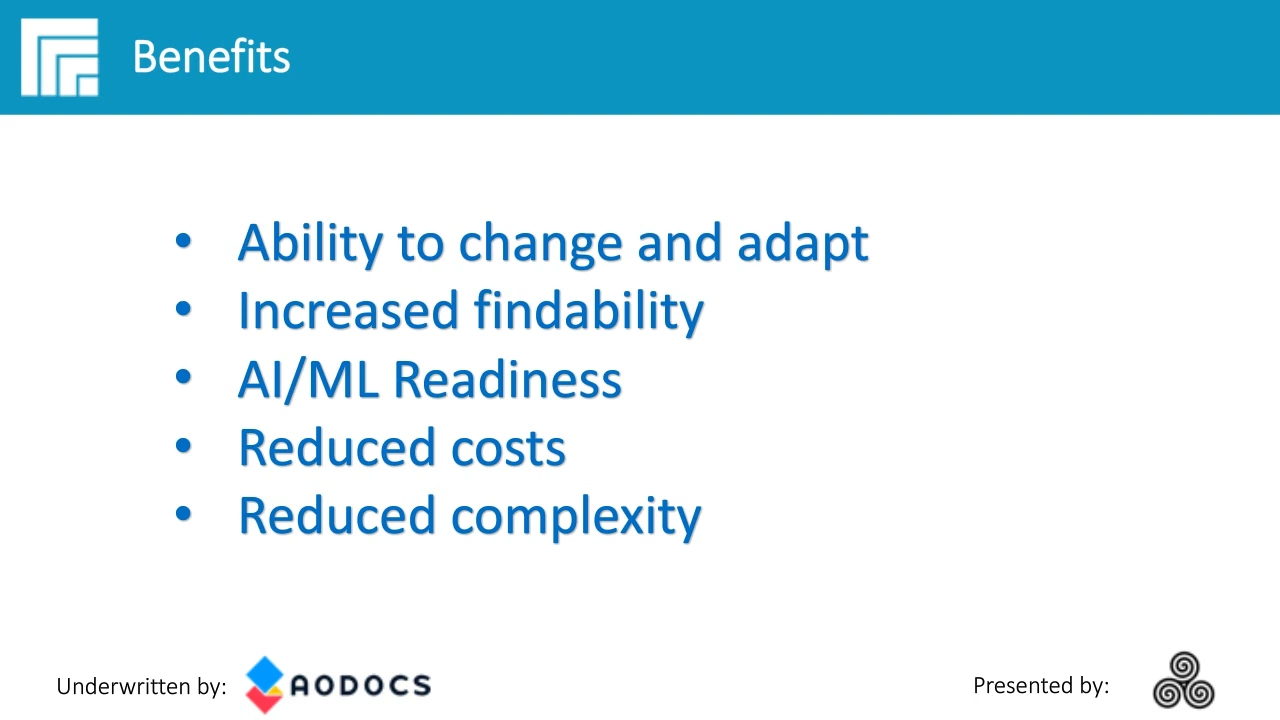 Benefits
• Ability to change and adapt
• Increased findability
• AI/ML Readiness
• Reduced costs
• Reduced complexity
Underwritten by: AODOCS
Presented by: